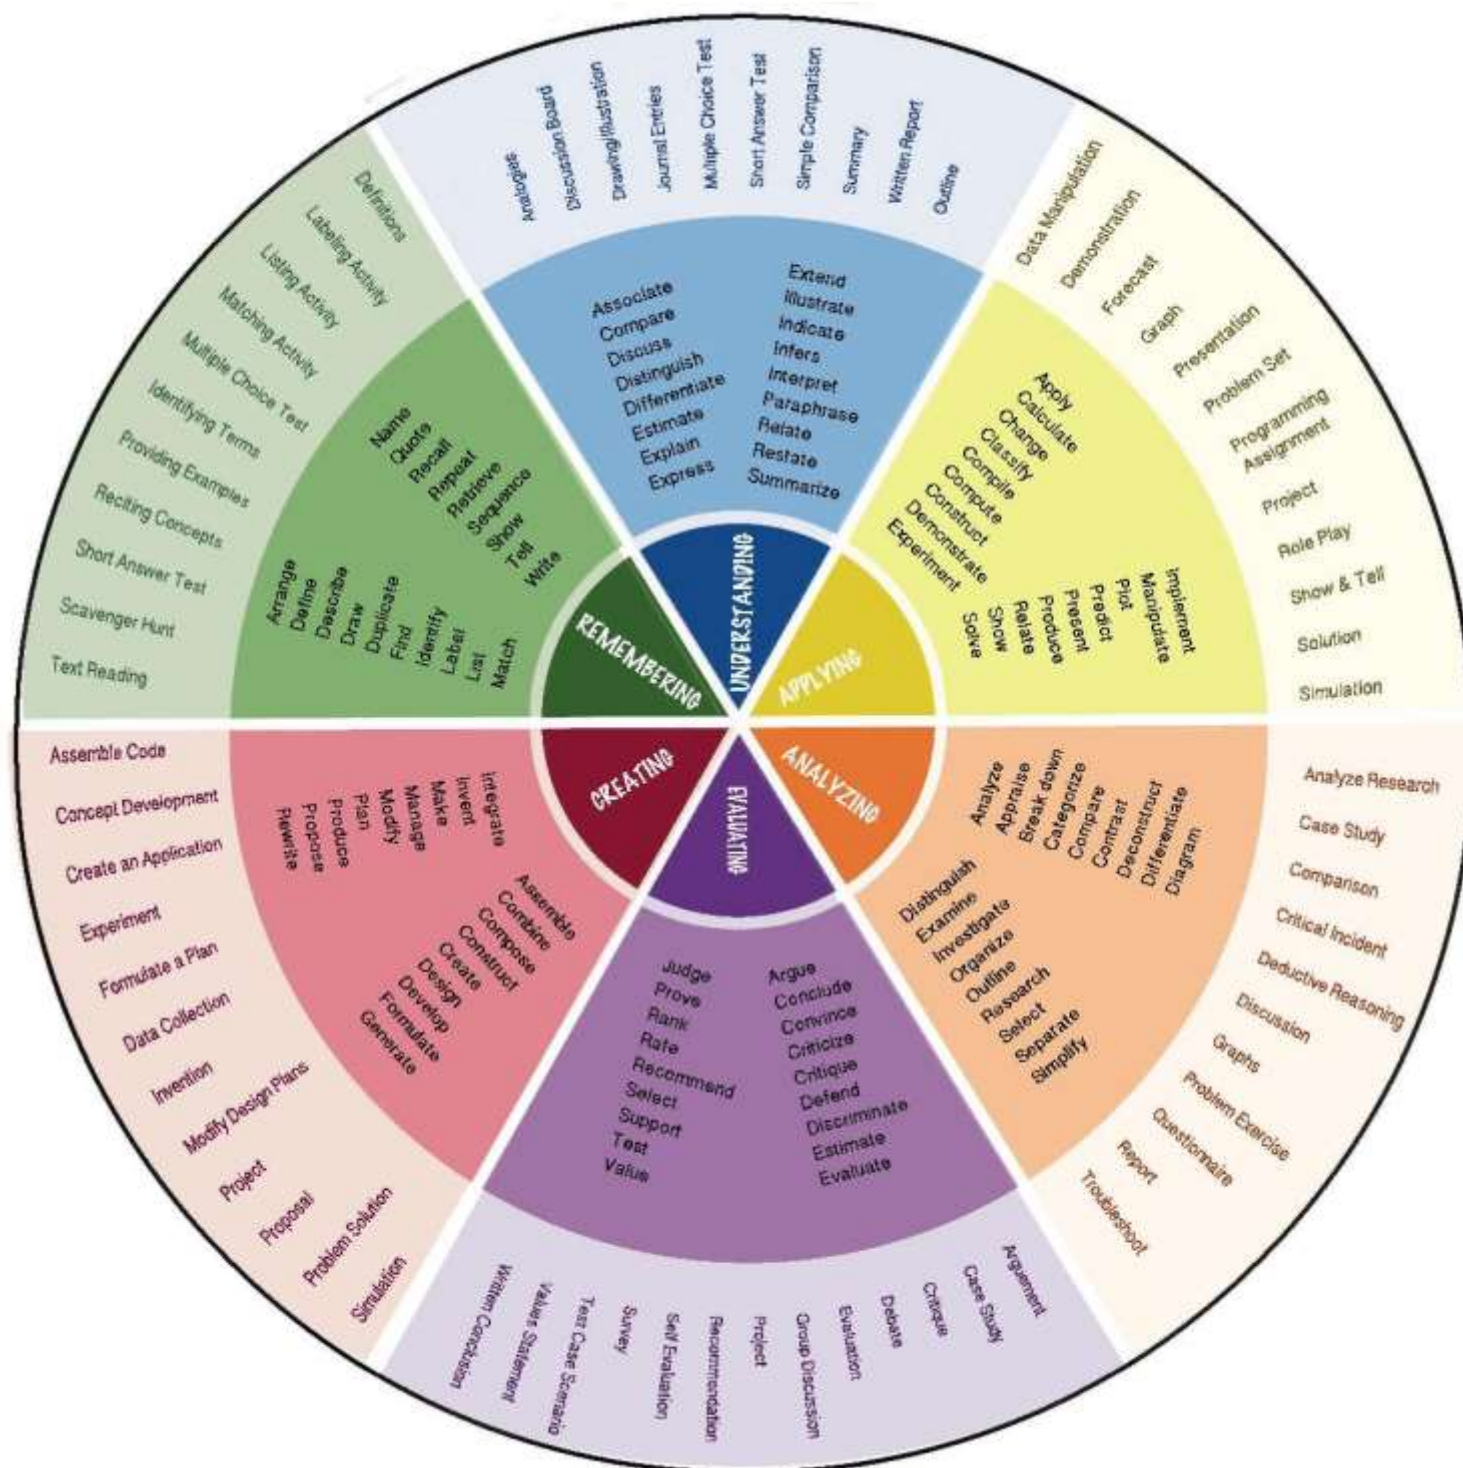 UNDERSTANDING
Associate
Compare
Discuss
Distinguish
Differentiate
Estimate
Explain
Express
Extend
Illustrate
Indicate
Infers
Interpret
Paraphrase
Relate
Restate
Summarize
Analogies
Discussion Board
Drawing/Illustration
Journal Entries
Multiple Choice Test
Short Answer Test
Simple Comparison
Summary
Written Report
Outline
APPLYING
Apply
Calculate
Change
Classify
Compile
Compute
Construct
Demonstrate
Experiment
Implement
Manipulate
Plot
Predict
Present
Produce
Relate
Show
Solve
Data Manipulation
Demonstration
Forecast
Graph
Presentation
Problem Set
Programming
Assignment
Project
Role Play
Show & Tell
Solution
Simulation
ANALYZING
Analyze
Appraise
Break down
Categorize
Compare
Contrast
Deconstruct
Differentiate
Diagram
Distinguish
Examine
Investigate
Organize
Outline
Research
Select
Separate
Simplify
Analyze Research
Case Study
Comparison
Critical Incident
Deductive Reasoning
Discussion
Graphs
Problem Exercise
Questionnaire
Report
Troubleshoot
EVALUATING
Argue
Conclude
Convince
Criticize
Critique
Defend
Discriminate
Estimate
Evaluate
Judge
Prove
Rank
Rate
Recommend
Select
Support
Test
Value
Arguement
Case Study
Critique
Debate
Evaluation
Group Discussion
Project
Recommendation
Self Evaluation
Survey
Test Case Scenario
Values Statement
Written Conclusion
CREATING
Assemble
Combine
Compose
Construct
Create
Design
Develop
Formulate
Generate
Integrate
Invent
Make
Manage
Modify
Plan
Produce
Propose
Rewrite
Assemble Code
Concept Development
Create an Application
Experiment
Formulate a Plan
Data Collection
Invention
Modify Design Plans
Project
Proposal
Problem Solution
Simulation
REMEMBERING
Arrange
Define
Describe
Draw
Duplicate
Find
Identify
Label
List
Match
Name
Quote
Recall
Repeat
Retrieve
Sequence
Show
Tell
Write
Definitions
Labeling Activity
Listing Activity
Matching Activity
Multiple Choice Test
Identifying Terms
Providing Examples
Reciting Concepts
Short Answer Test
Scavenger Hunt
Text Reading